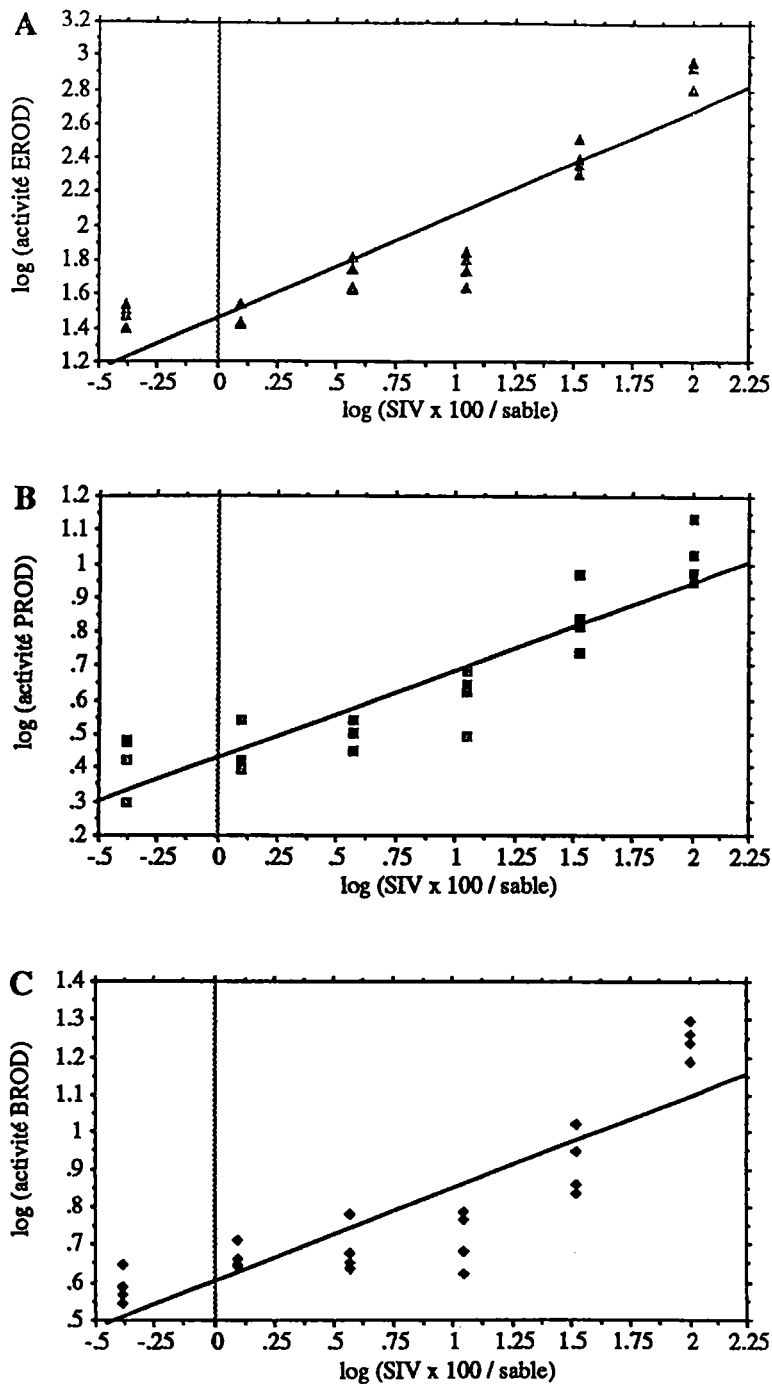 A
3.2
3
2.8
2.6
2.4
2.2
2
1.8
1.6
1.4
1.2
log (activité EROD)
-.5 -.25 0 .25 .5 .75 1 1.25 1.5 1.75 2 2.25
log (SIV x 100 / sable)
B
1.2
1.1
1
.9
.8
.7
.6
.5
.4
.3
.2
log (activité PROD)
-.5 -.25 0 .25 .5 .75 1 1.25 1.5 1.75 2 2.25
log (SIV x 100 / sable)
C
1.4
1.3
1.2
1.1
1
.9
.8
.7
.6
.5
log (activité BROD)
-.5 -.25 0 .25 .5 .75 1 1.25 1.5 1.75 2 2.25
log (SIV x 100 / sable)